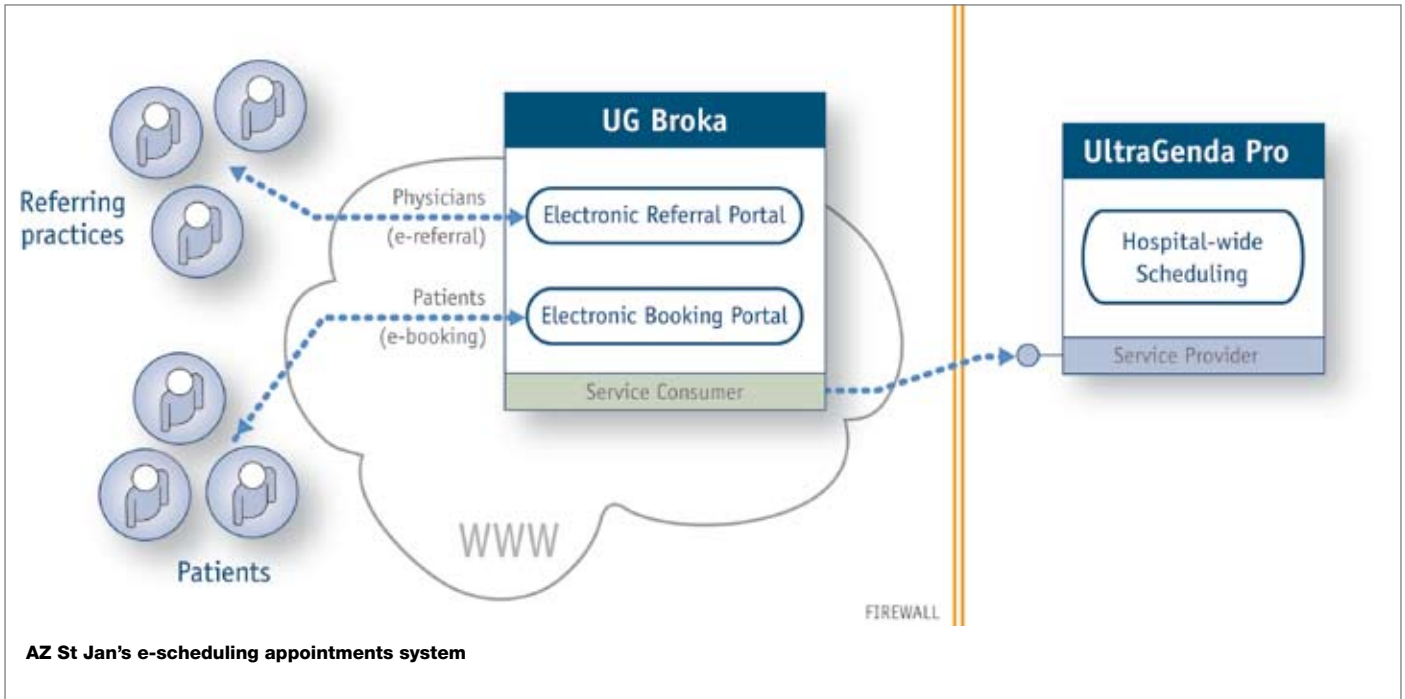 UG Broka
UltraGenda Pro
Referring
practices
Physicians
(e-referral)
Electronic Referral Portal
Hospital-wide
Scheduling
Patients
(e-booking)
Electronic Booking Portal
Service Provider
Service Consumer
WWW
Patients
FIREWALL
AZ St Jan's e-scheduling appointments system